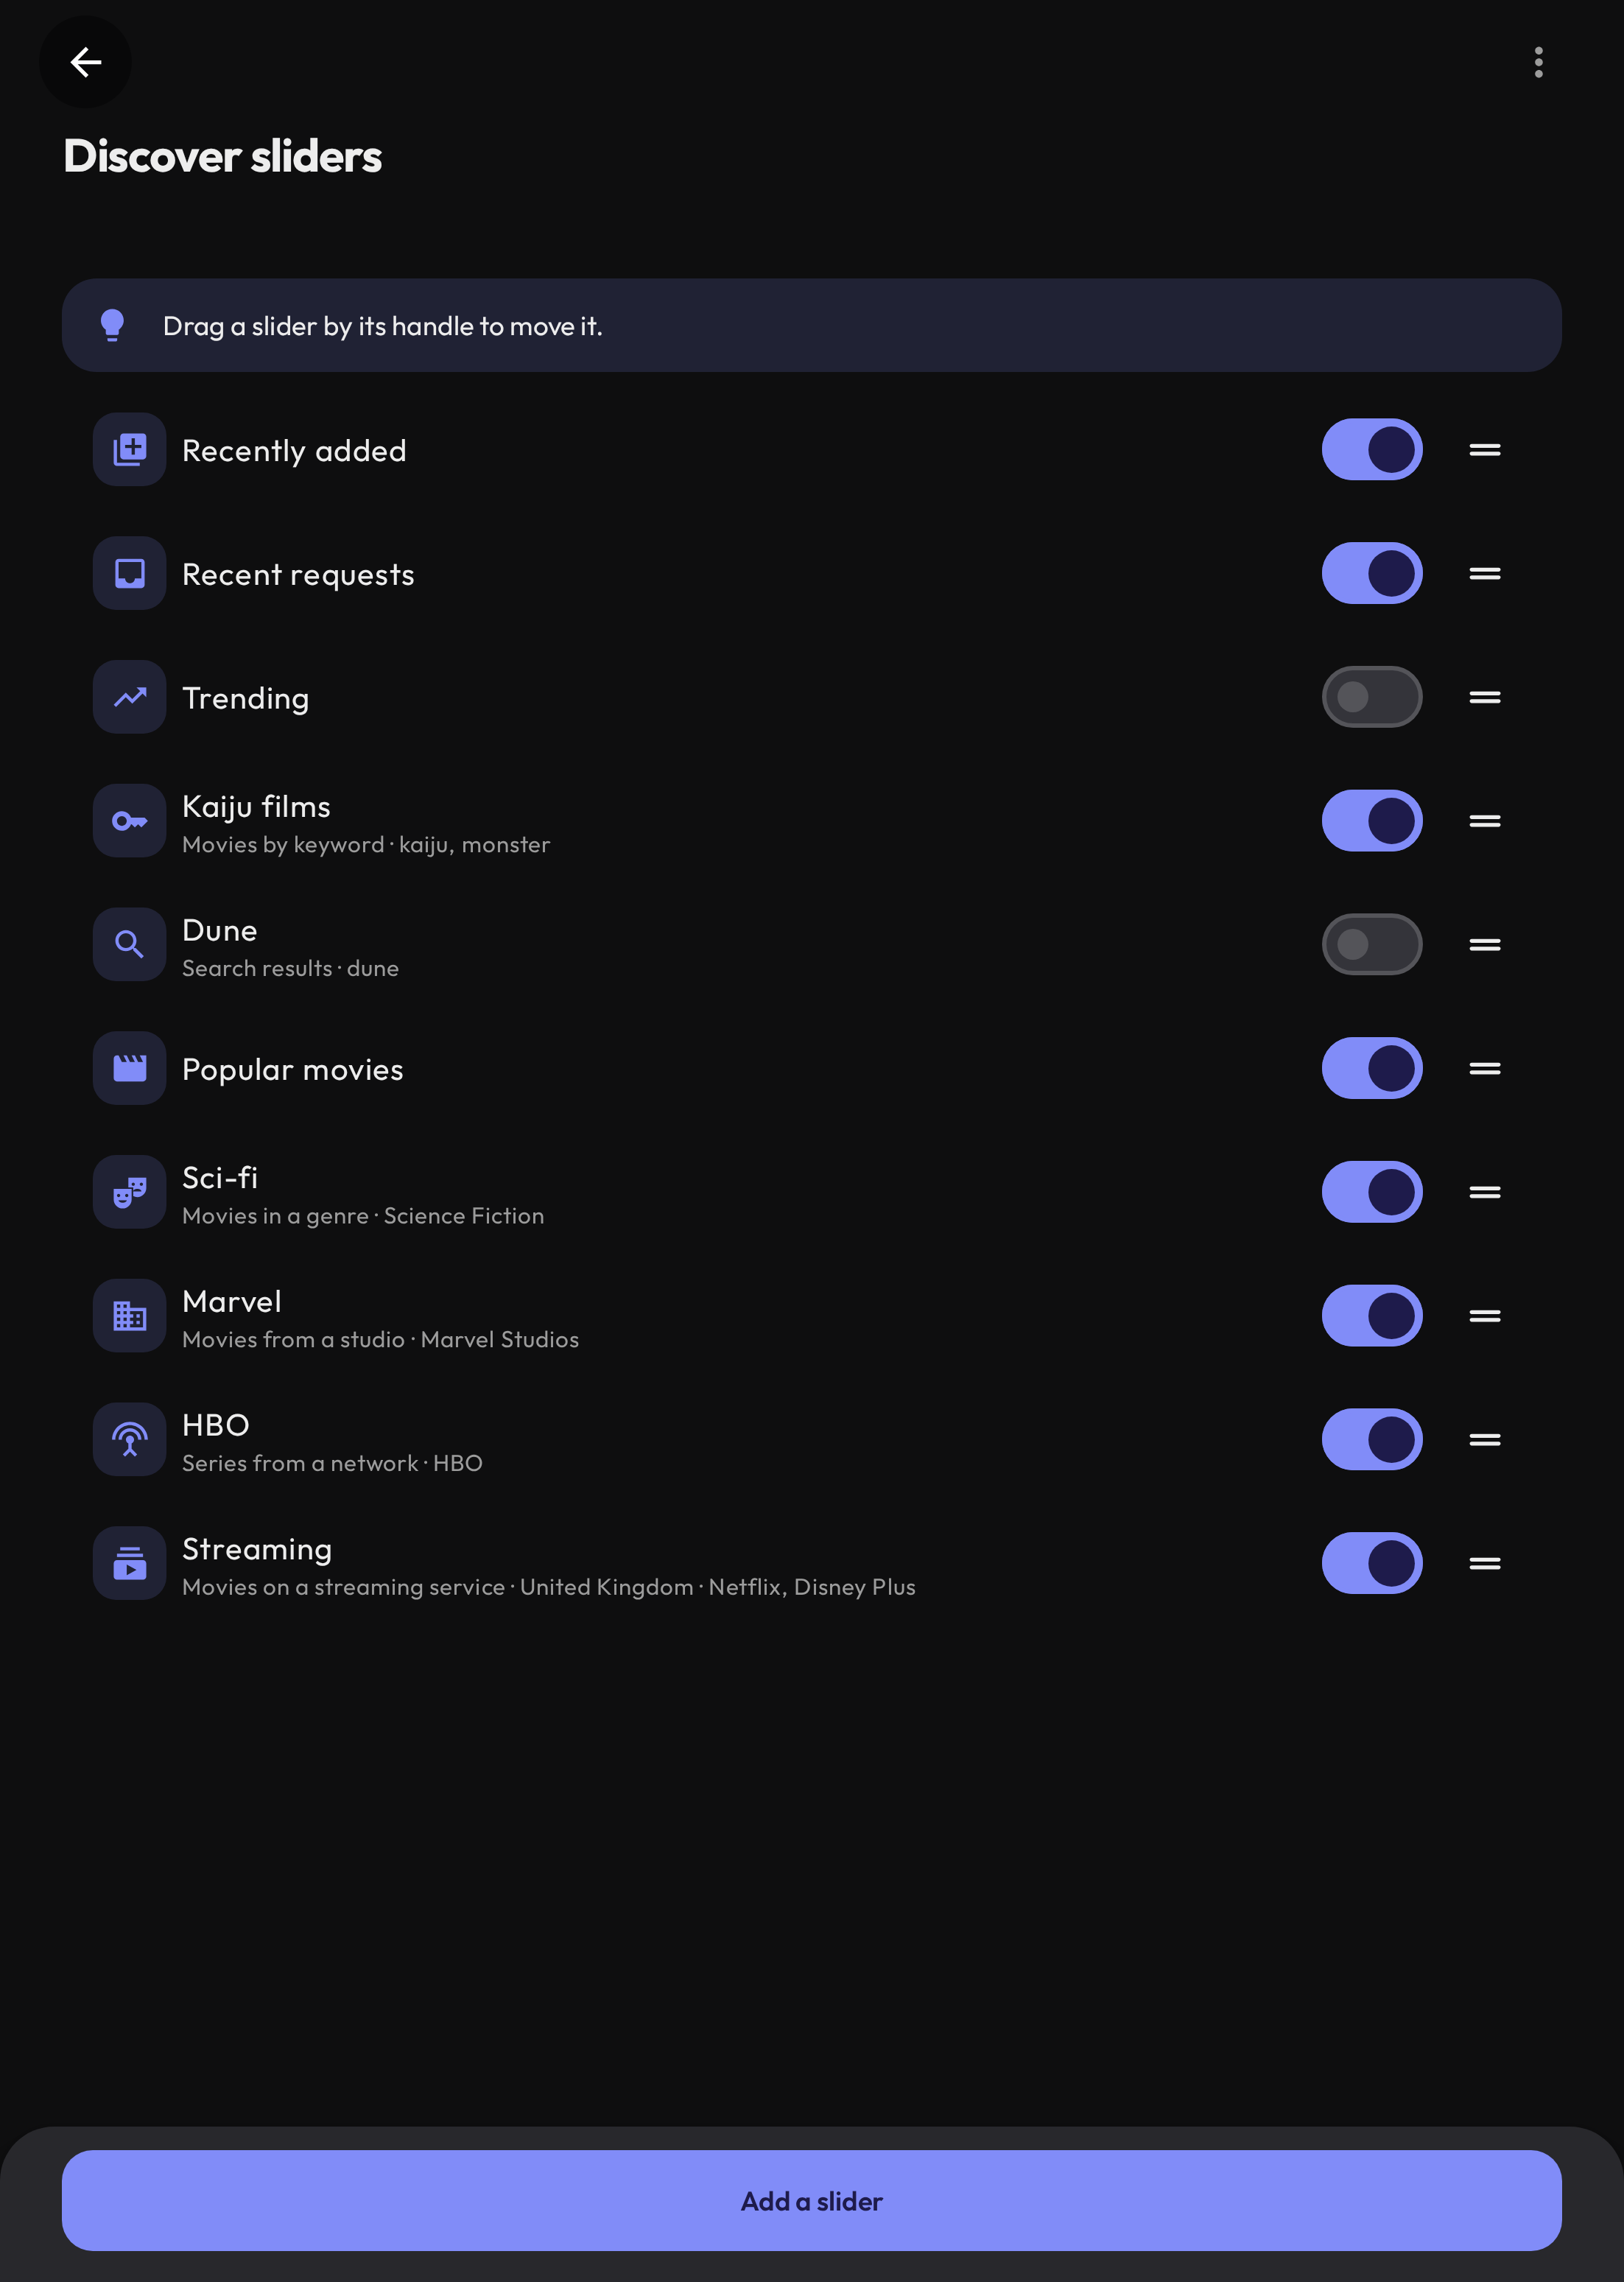 Discover sliders
Drag a slider by its handle to move it.
Recently added
Recent requests
Trending
Kaiju films
Movies by keyword · kaiju, monster
Dune
Search results · dune
Popular movies
Sci-fi
Movies in a genre · Science Fiction
Marvel
Movies from a studio · Marvel Studios
HBO
Series from a network · HBO
Streaming
Movies on a streaming service · United Kingdom · Netflix, Disney Plus
Add a slider